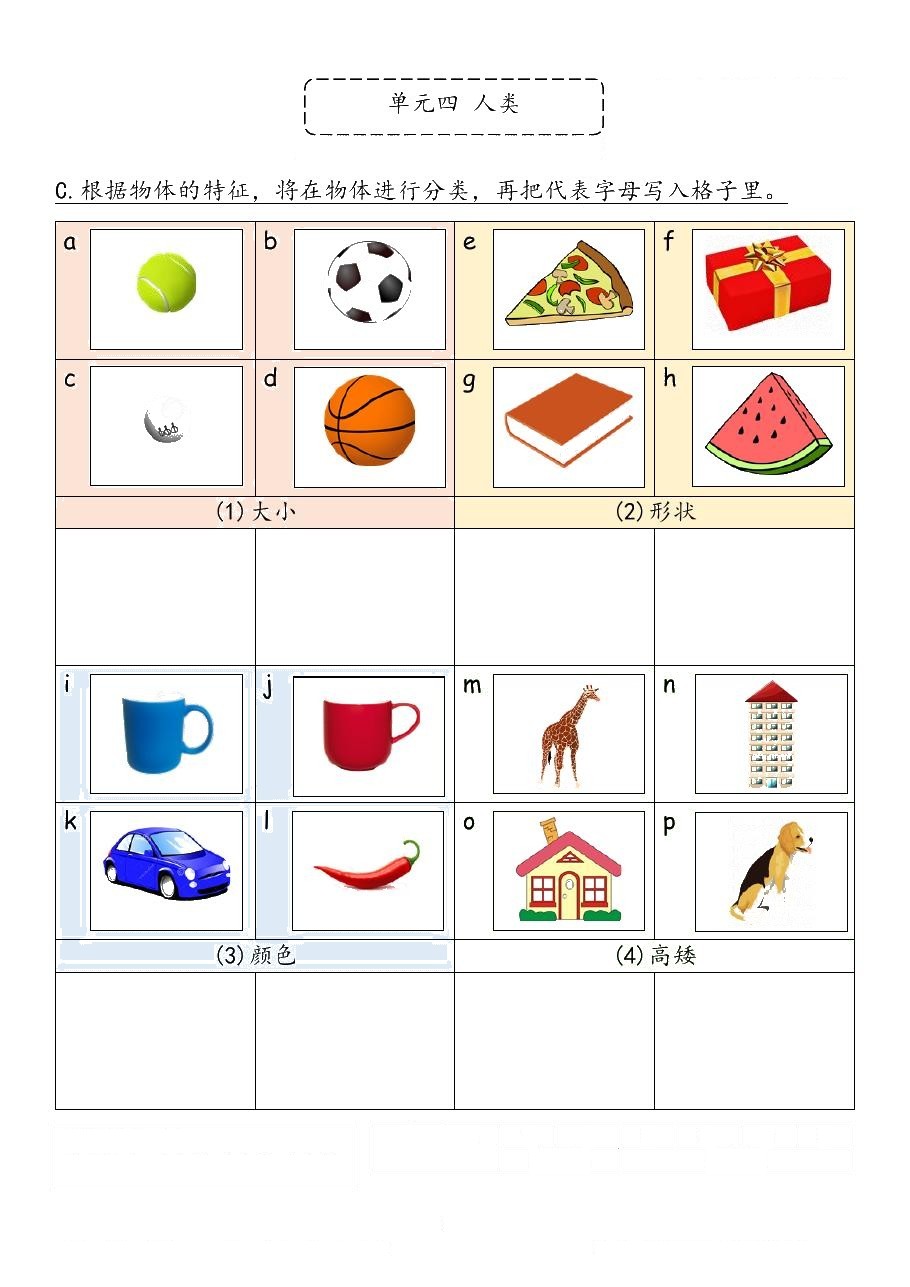 单元四 人类
C.根据物体的特征，将在物体进行分类，再把代表字母写入格子里。
a b e f
c d g h
(1)大小 (2)形状
i j m n
k l o p
(3)颜色 (4)高矮